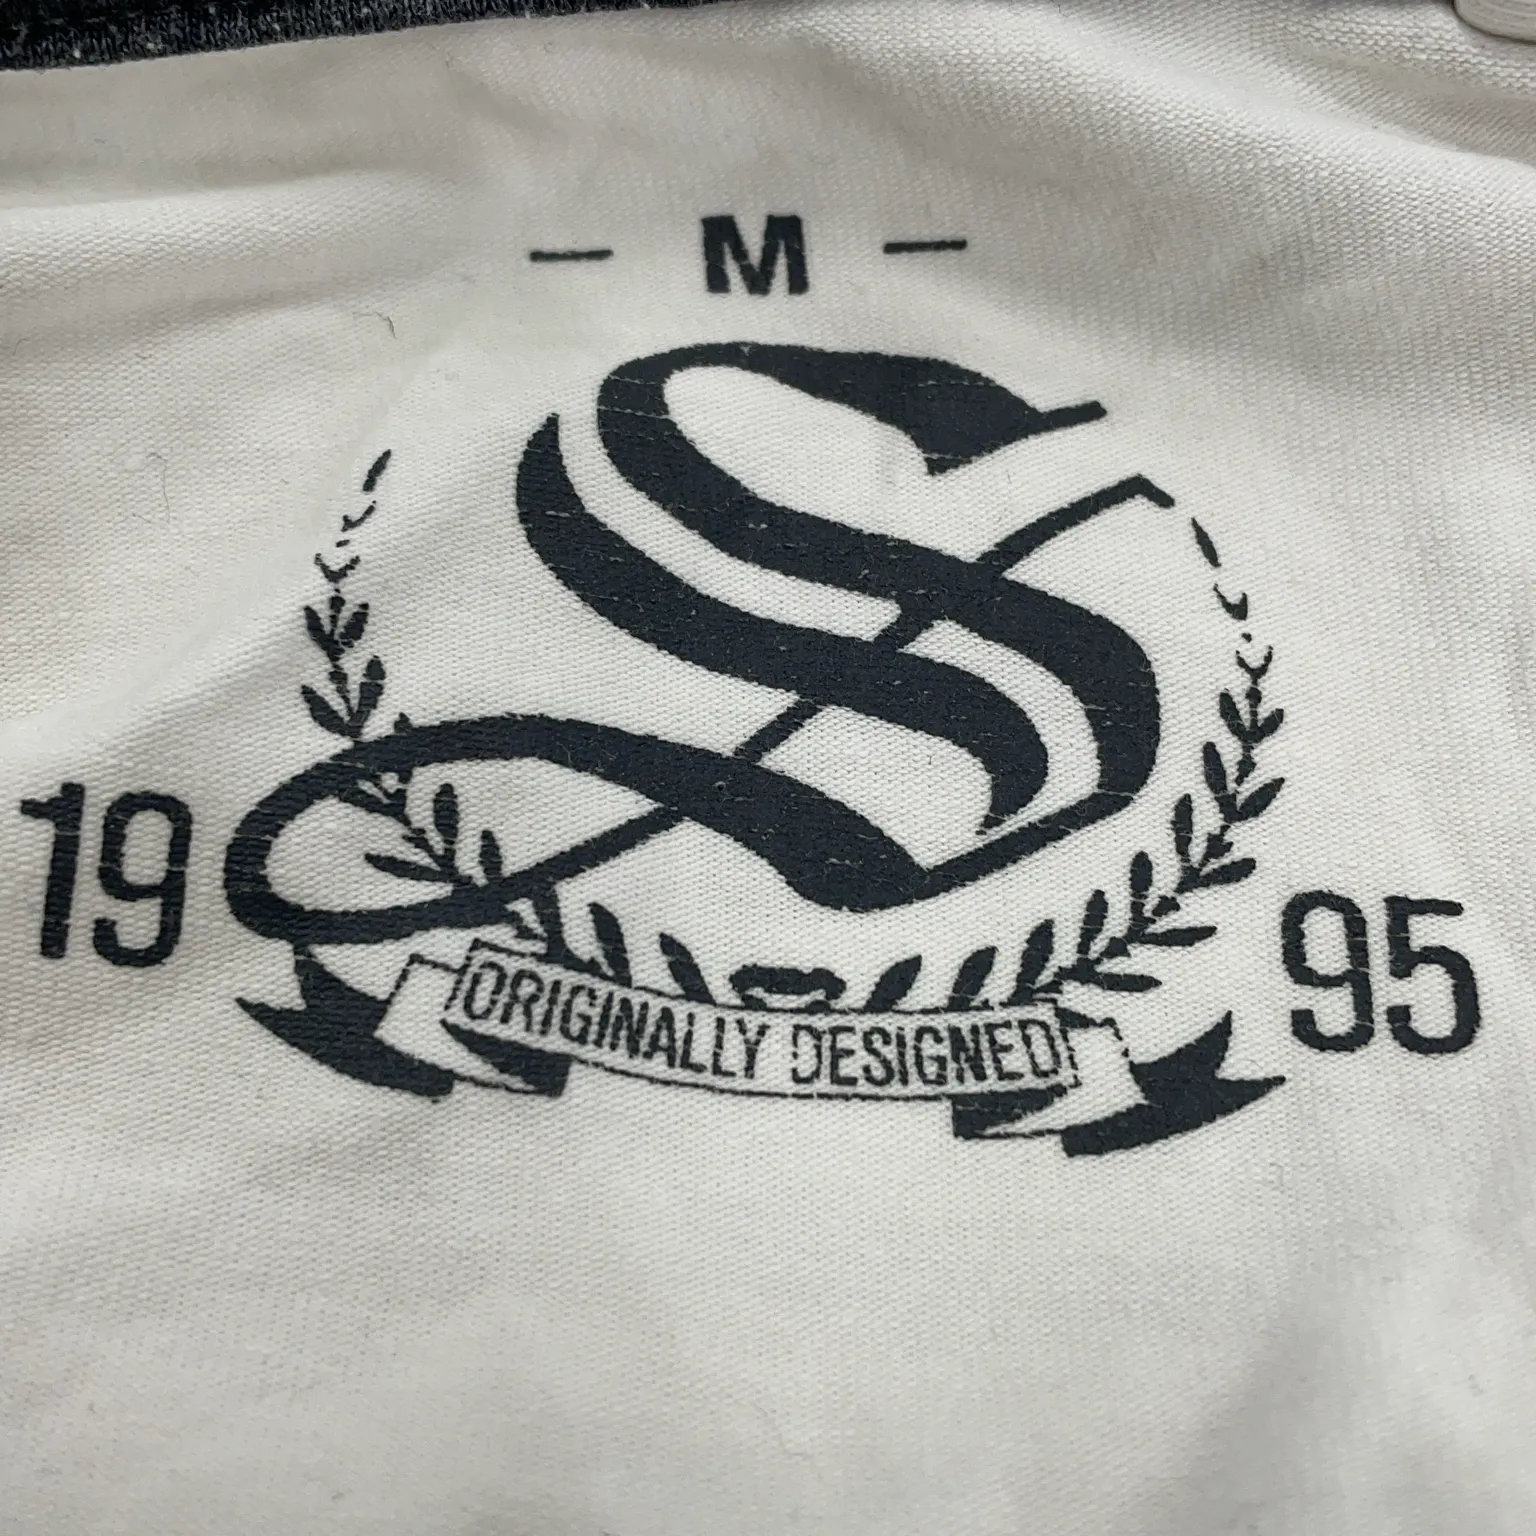 — M —
S
19 95
ORIGINALLY DESIGNED